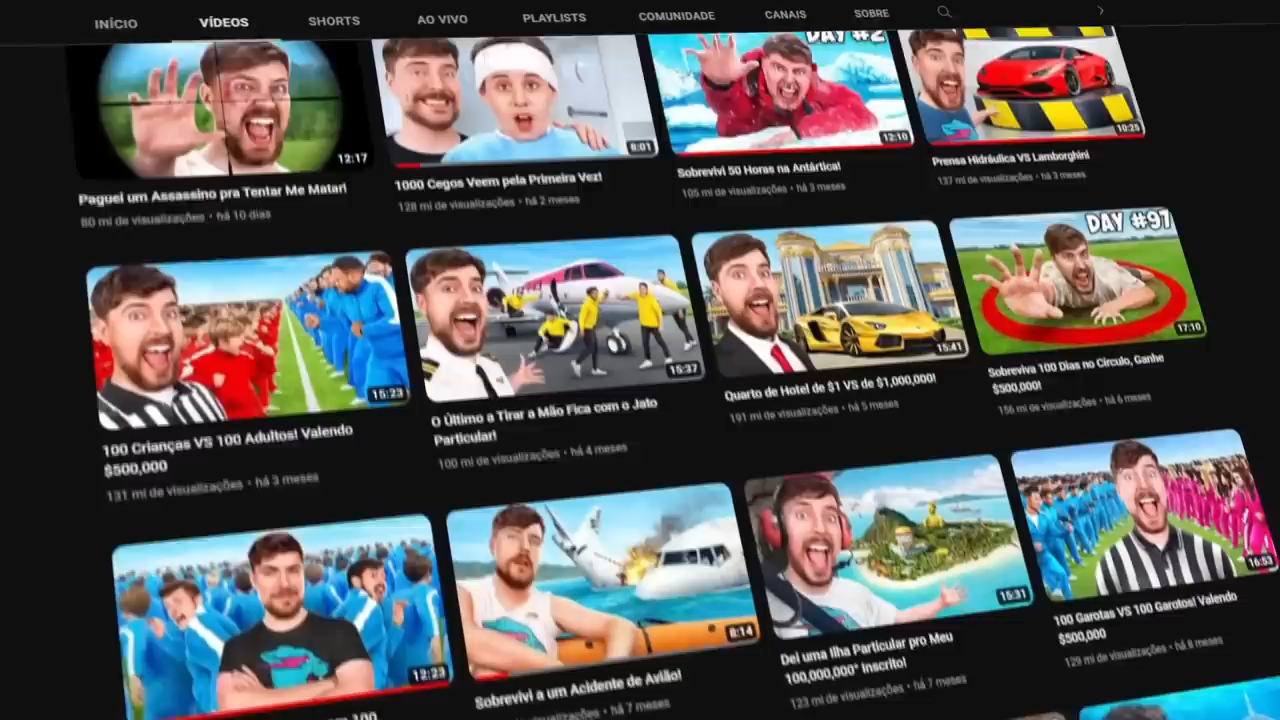 INÍCIO VÍDEOS SHORTS AO VIVO PLAYLISTS COMUNIDADE CANAIS SOBRE
12:17
Paguei um Assassino pra Tentar Me Matar!
80 mi de visualizações • há 10 dias
8:01
1000 Cegos Veem pela Primeira Vez!
128 mi de visualizações • há 2 meses
DAY #2
12:10
Sobrevivi 50 Horas na Antártica!
105 mi de visualizações • há 3 meses
10:25
Prensa Hidráulica VS Lamborghini
137 mi de visualizações • há 3 meses
15:23
100 Crianças VS 100 Adultos! Valendo
$500,000
131 mi de visualizações • há 3 meses
15:37
O Último a Tirar a Mão Fica com o Jato
Particular!
100 mi de visualizações • há 4 meses
15:41
Quarto de Hotel de $1 VS de $1,000,000!
191 mi de visualizações • há 5 meses
DAY #97
17:10
Sobreviva 100 Dias no Círculo, Ganhe
$500,000!
156 mi de visualizações • há 6 meses
12:23
100
8:14
Sobrevivi a um Acidente de Avião!
há 7 meses
15:31
Dei uma Ilha Particular pro Meu
100,000,000° Inscrito!
123 mi de visualizações • há 7 meses
16:53
100 Garotas VS 100 Garotos! Valendo
$500,000
129 mi de visualizações • há 8 meses